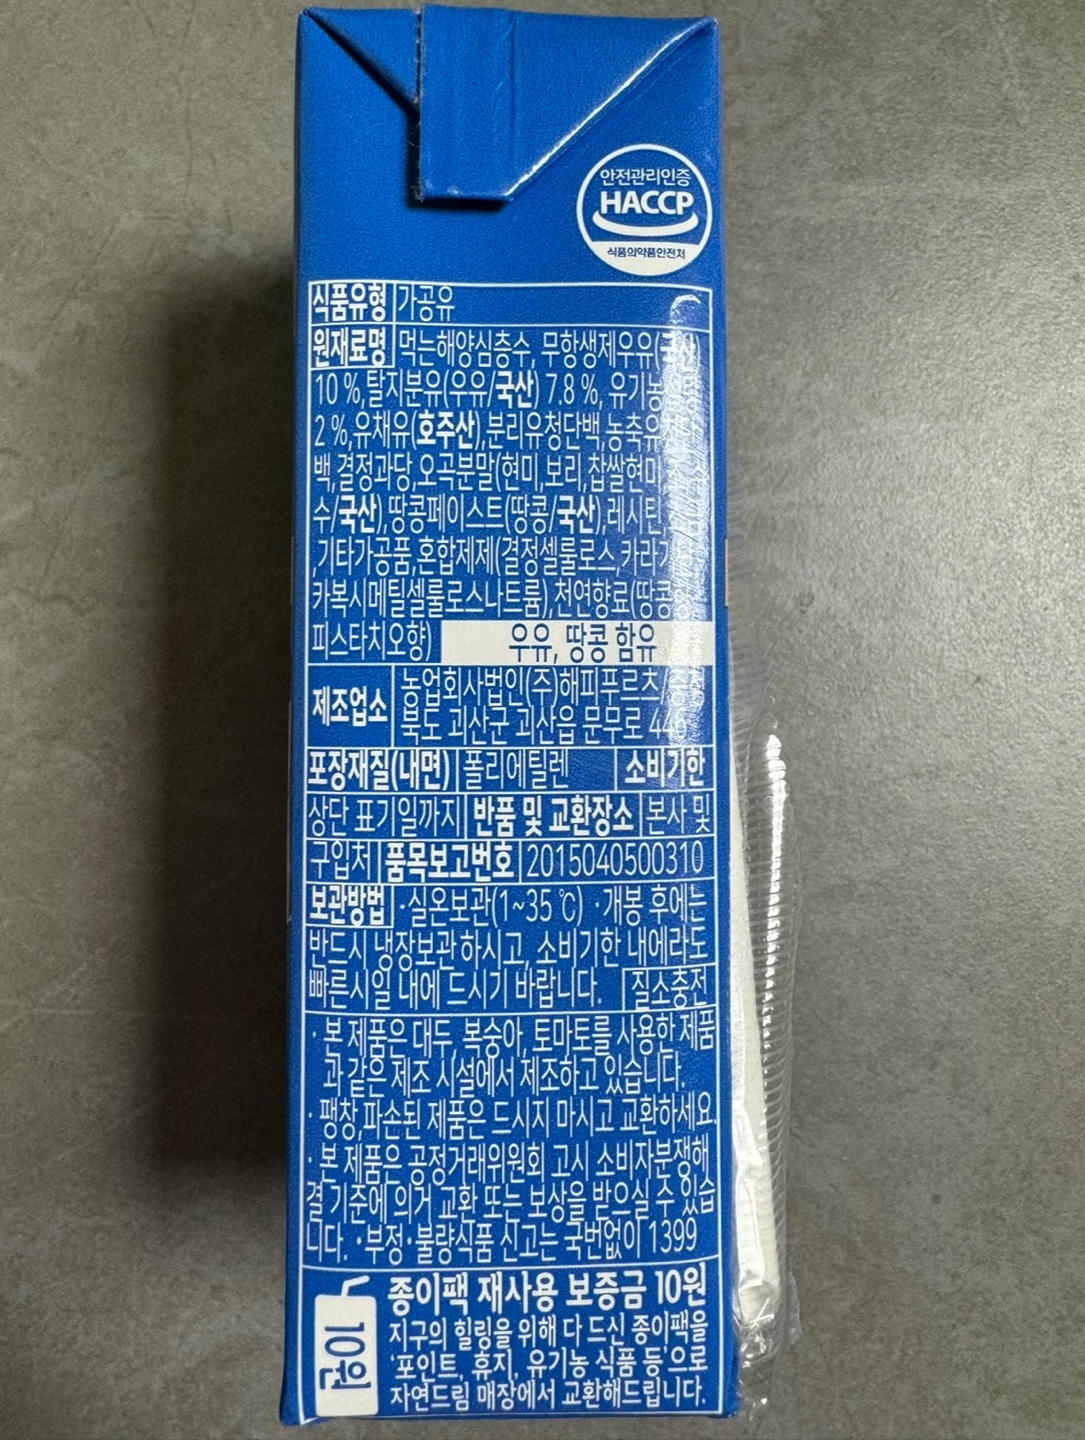 안전관리인증
HACCP
식품의약품안전처
식품유형 가공유
원재료명 먹는해양심층수, 무항생제우유(국산)
10 %,탈지분유(우유/국산) 7.8 %, 유기농
2 %,유채유(호주산),분리유청단백,농축유
백,결정과당,오곡분말(현미,보리,찹쌀현미
수/국산),땅콩페이스트(땅콩/국산),레시틴,
,기타가공품,혼합제제(결정셀룰로스,카라기
카복시메틸셀룰로스나트륨),천연향료(땅콩향
피스타치오향) 우유, 땅콩 함유
제조업소 농업회사법인(주)해피푸르츠/충청
북도 괴산군 괴산읍 문무로 446
포장재질(내면) 폴리에틸렌 소비기한
상단 표기일까지 반품 및 교환장소 본사 및
구입처 품목보고번호 2015040500310
보관방법 ·실온보관(1~35 ℃) ·개봉 후에는
반드시 냉장보관하시고, 소비기한 내에라도
빠른시일 내에 드시기 바랍니다. 질소충전
·본 제품은 대두, 복숭아, 토마토를 사용한 제품
과 같은 제조 시설에서 제조하고 있습니다.
·팽창,파손된 제품은 드시지 마시고 교환하세요.
·본 제품은 공정거래위원회 고시 소비자분쟁해
결 기준에 의거 교환 또는 보상을 받으실 수 있습
니다. ·부정·불량식품 신고는 국번없이 1399
종이팩 재사용 보증금 10원
10원
지구의 힐링을 위해 다 드신 종이팩을
'포인트, 휴지, 유기농 식품 등'으로
자연드림 매장에서 교환해드립니다.